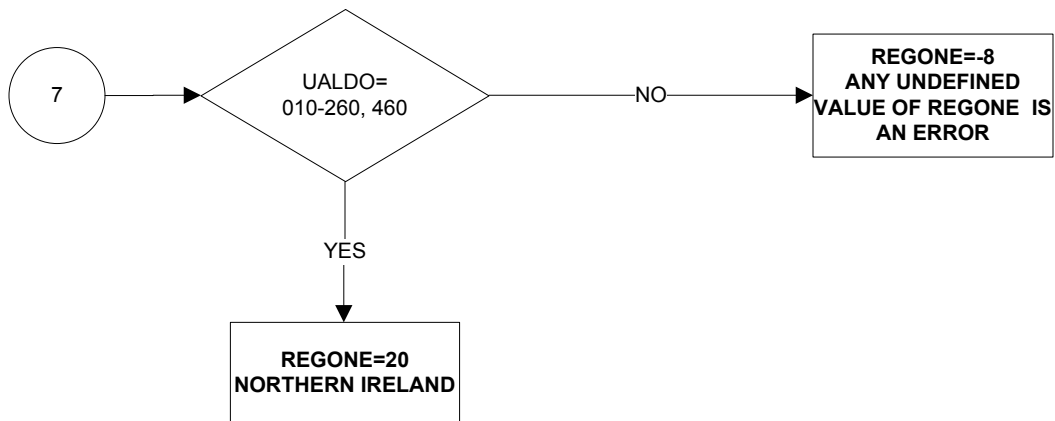 7
UALDO=
010-260, 460
NO
REGONE=-8
ANY UNDEFINED
VALUE OF REGONE IS
AN ERROR
YES
REGONE=20
NORTHERN IRELAND